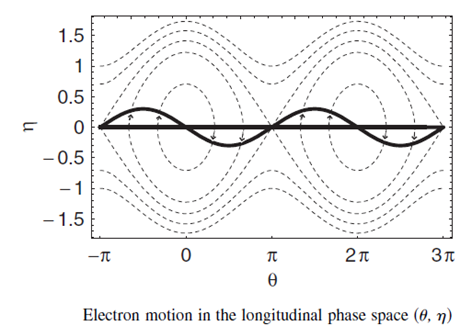 1.5
1
0.5
0
−0.5
−1
−1.5
η
−π 0 π 2π 3π
θ
Electron motion in the longitudinal phase space (θ, η)